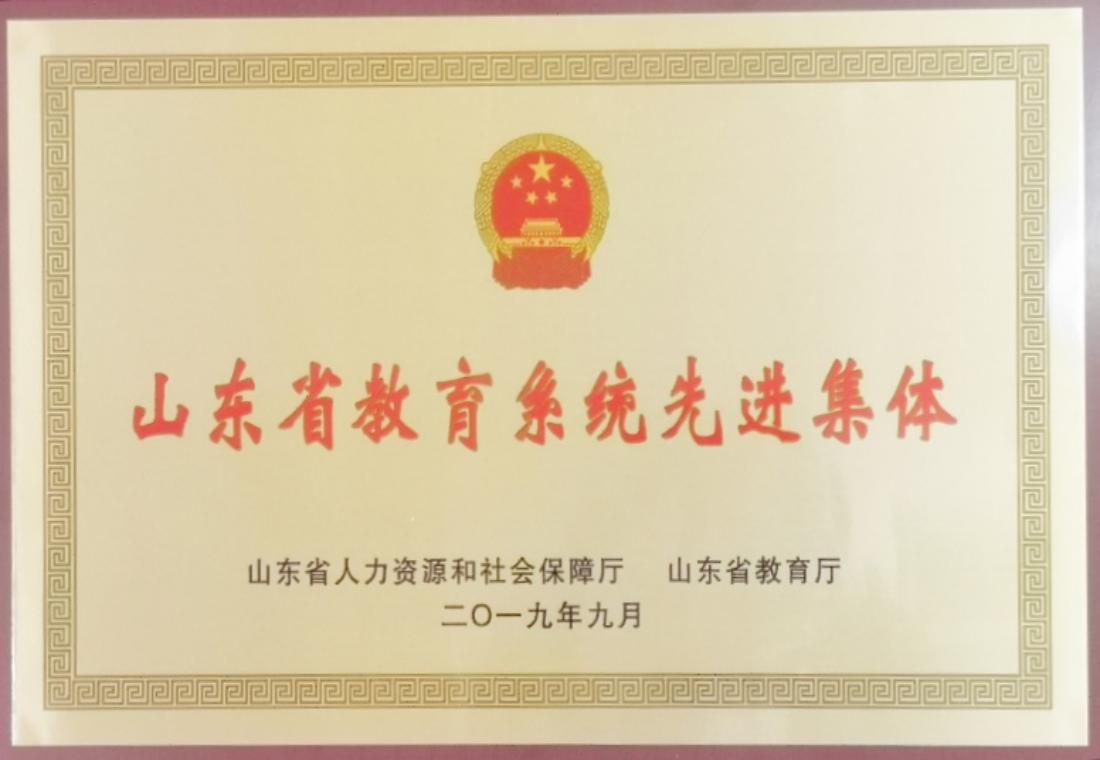 山东省教育系统先进集体
山东省人力资源和社会保障厅 山东省教育厅
二〇一九年九月